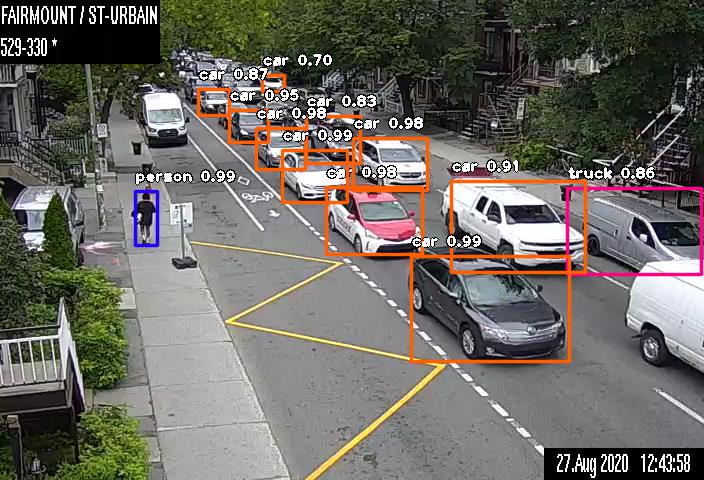 FAIRMOUNT / ST-URBAIN
529-330 *
car 0.70
car 0.87
car 0.95
car 0.83
car 0.98
car 0.98
car 0.99
car 0.91
truck 0.86
person 0.99
car 0.98
car 0.99
27.Aug 2020 12:43:58